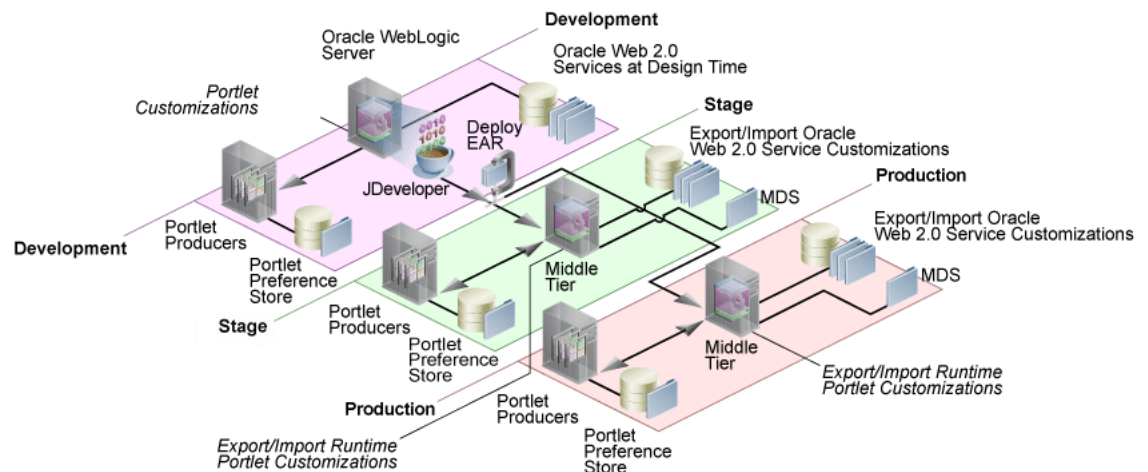 Development
Oracle WebLogic
Server
Oracle Web 2.0
Services at Design Time
Portlet
Customizations
Stage
0010
1010
Deploy
EAR
Export/Import Oracle
Web 2.0 Service Customizations
JDeveloper
Production
MDS
Portlet
Producers
Export/Import Oracle
Web 2.0 Service Customizations
Development
Portlet
Preference
Store
Middle
Tier
MDS
Portlet
Producers
Stage
Portlet
Preference
Store
Middle
Tier
Export/Import Runtime
Portlet Customizations
Production
Portlet
Producers
Export/Import Runtime
Portlet Customizations
Portlet
Preference
Store